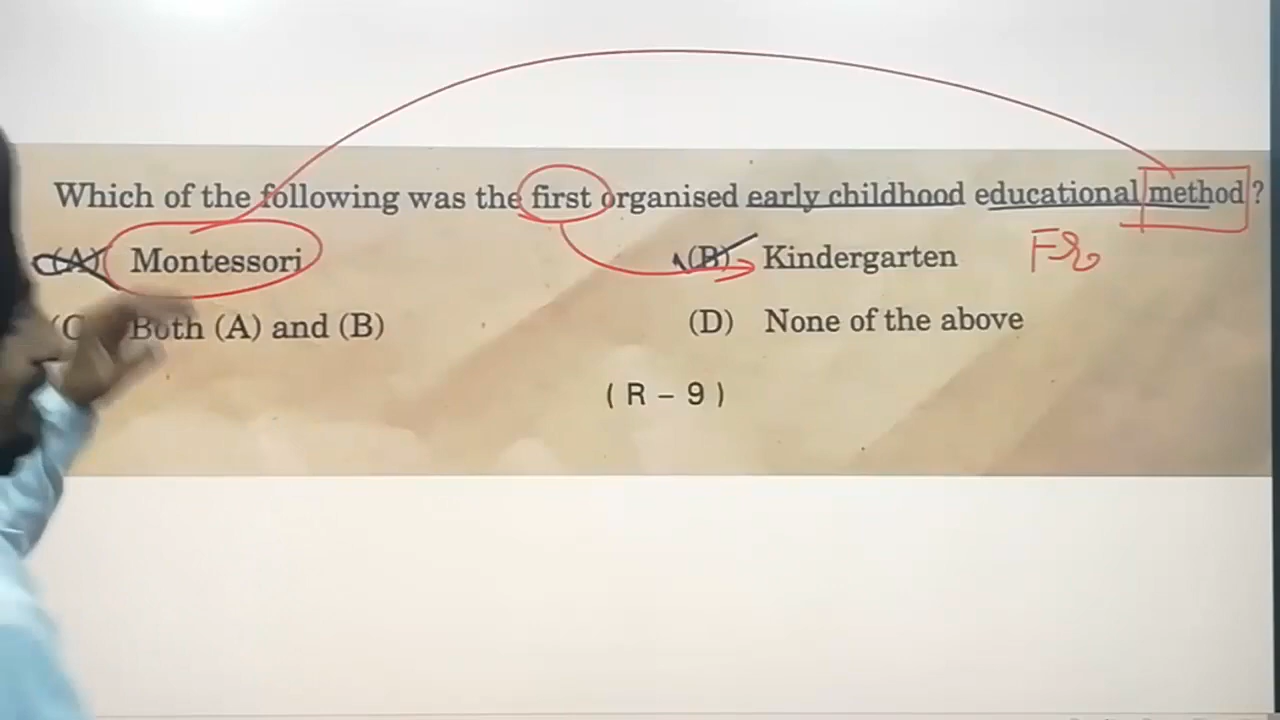 Which of the following was the first organised early childhood educational method ?
(A) Montessori (B) Kindergarten Fr
Both (A) and (B) (D) None of the above
( R – 9 )